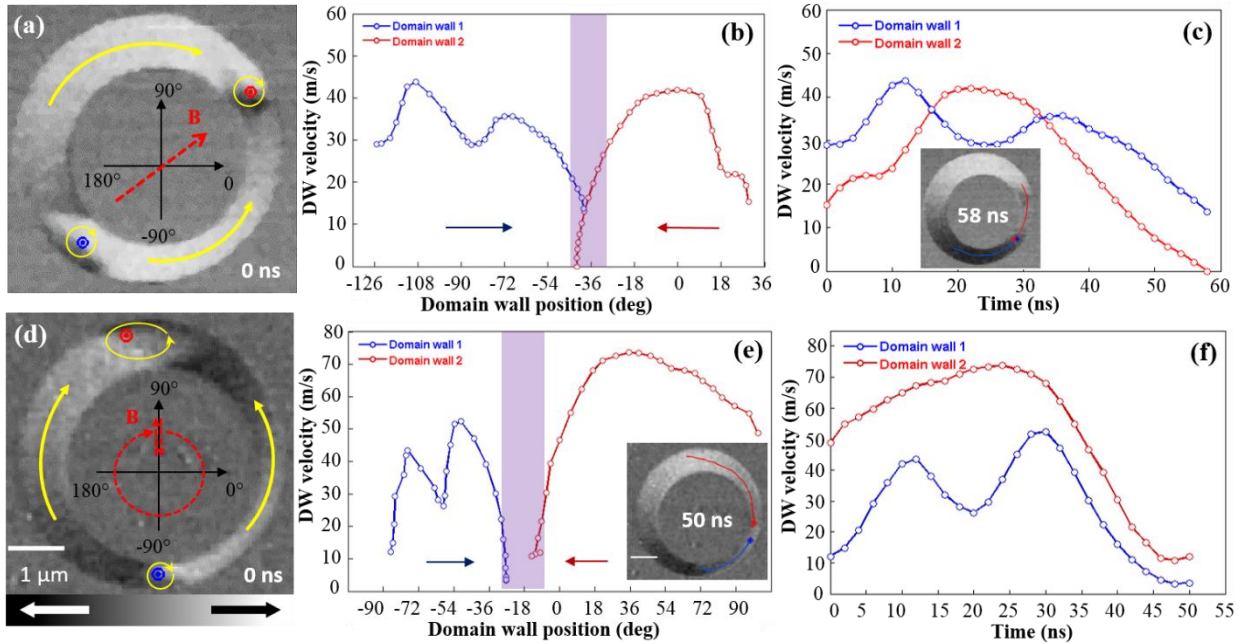 (a)
90°
B
180°
0
-90°
0 ns
(b)
Domain wall 1
Domain wall 2
DW velocity (m/s)
60
50
40
30
20
10
0
-126 -108 -90 -72 -54 -36 -18 0 18 36
Domain wall position (deg)
(c)
Domain wall 1
Domain wall 2
DW velocity (m/s)
60
50
40
30
20
10
0
58 ns
0 10 20 30 40 50 60
Time (ns)
(d)
90°
B
180°
0°
-90°
1 μm
0 ns
(e)
Domain wall 1
Domain wall 2
DW velocity (m/s)
80
70
60
50
40
30
20
10
0
50 ns
-90 -72 -54 -36 -18 0 18 36 54 72 90
Domain wall position (deg)
(f)
Domain wall 1
Domain wall 2
DW velocity (m/s)
80
70
60
50
40
30
20
10
0
0 5 10 15 20 25 30 35 40 45 50 55
Time (ns)